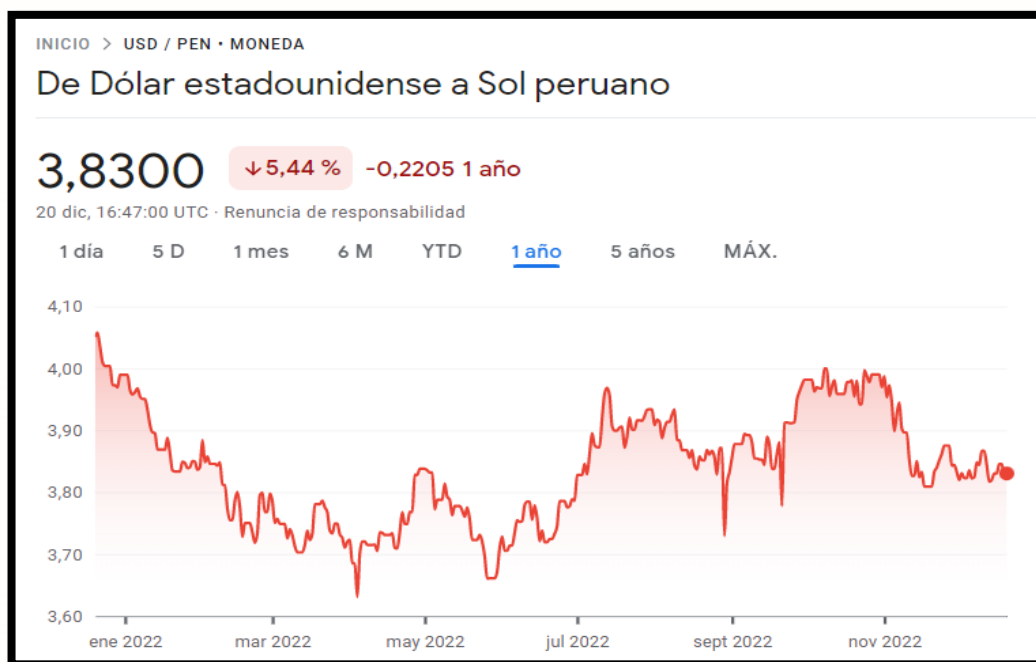 INICIO > USD / PEN • MONEDA
De Dólar estadounidense a Sol peruano
3,8300 ↓5,44 % -0,2205 1 año
20 dic, 16:47:00 UTC · Renuncia de responsabilidad
1 día 5 D 1 mes 6 M YTD 1 año 5 años MÁX.
4,10
4,00
3,90
3,80
3,70
3,60
ene 2022 mar 2022 may 2022 jul 2022 sept 2022 nov 2022